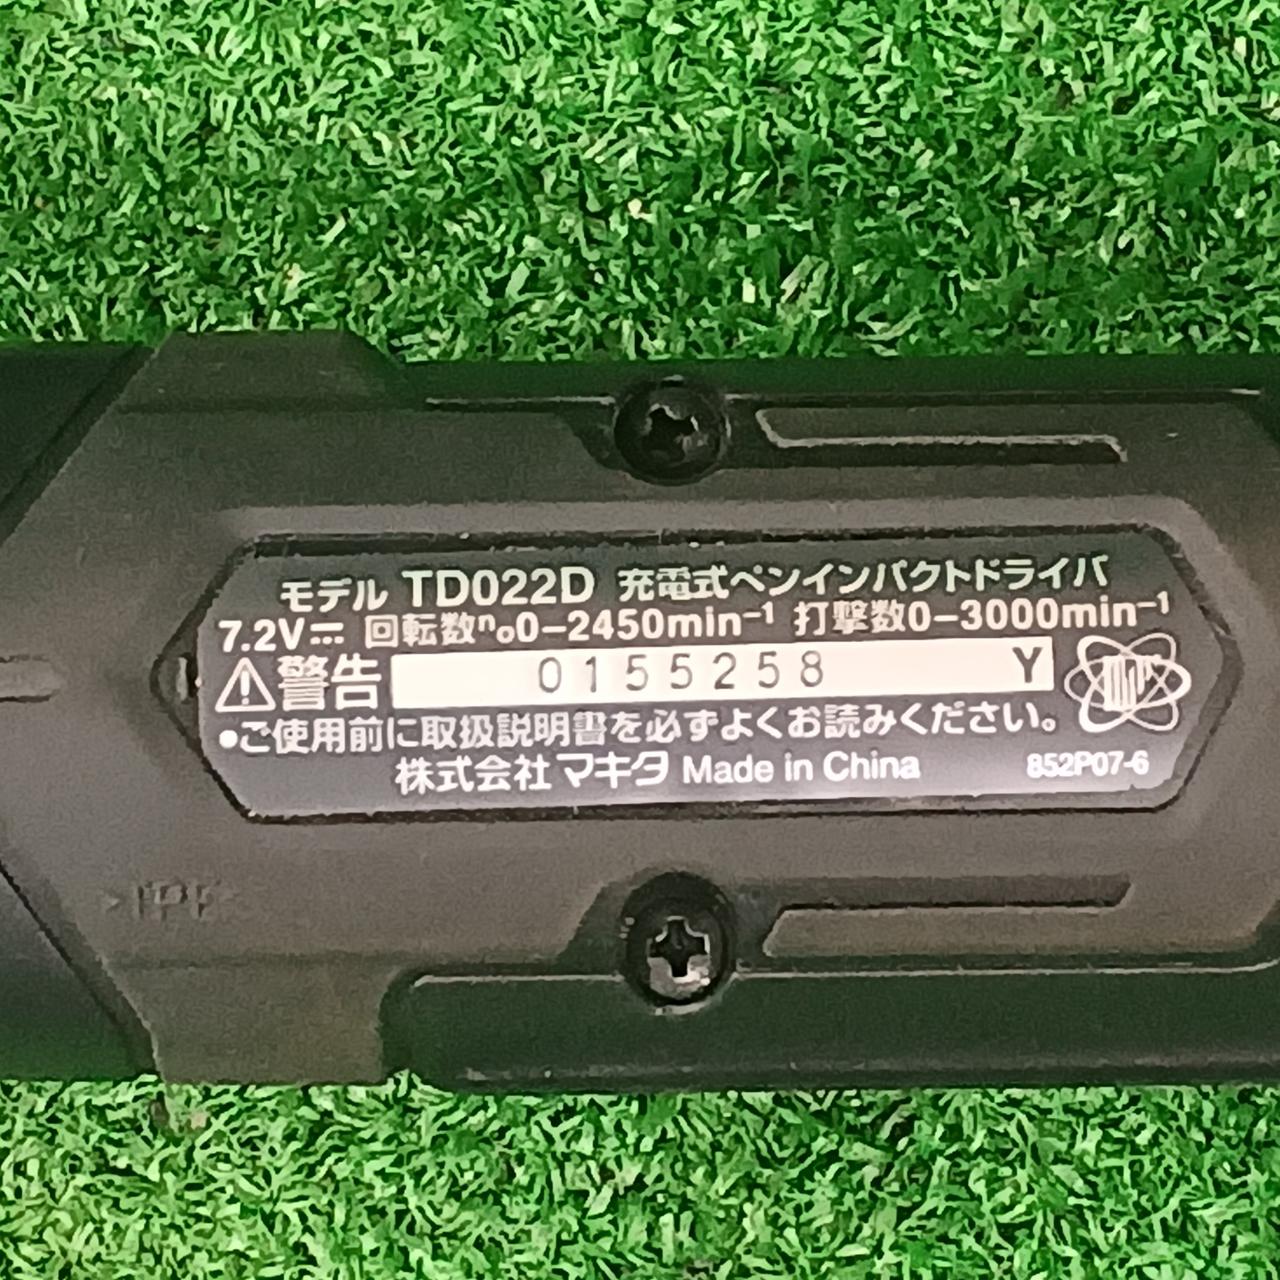 モデル TD022D 充電式ペンインパクトドライバ
7.2V⎓ 回転数n₀0-2450min⁻¹ 打撃数0-3000min⁻¹
⚠警告 0155258 Y
●ご使用前に取扱説明書を必ずよくお読みください。
株式会社マキタ Made in China 852P07-6